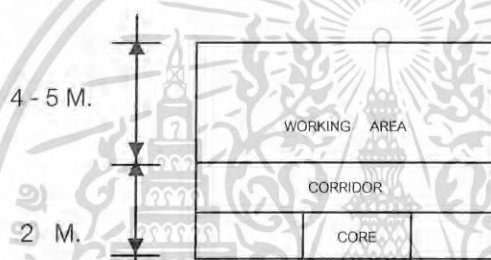 4 - 5 M.
WORKING AREA
CORRIDOR
2 M.
CORE